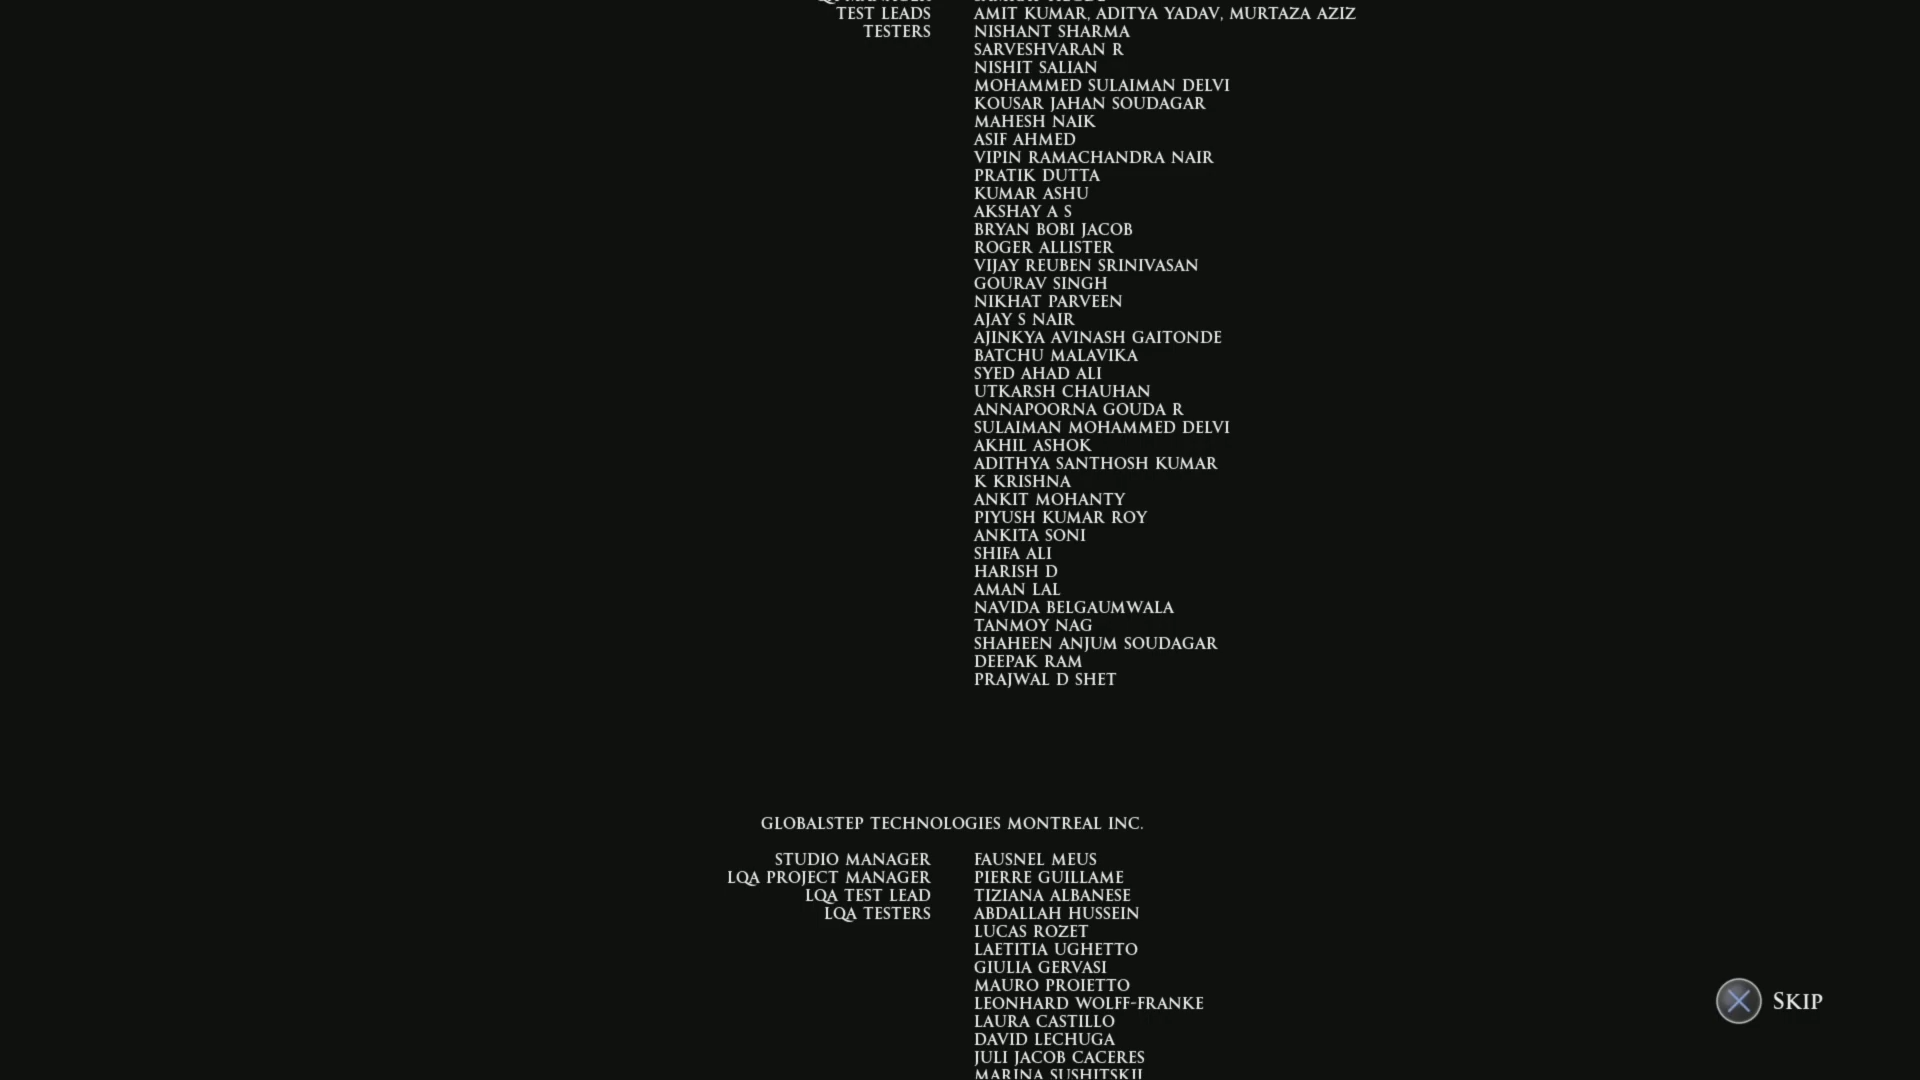 TEST LEADS AMIT KUMAR, ADITYA YADAV, MURTAZA AZIZ
TESTERS NISHANT SHARMA
SARVESHVARAN R
NISHIT SALIAN
MOHAMMED SULAIMAN DELVI
KOUSAR JAHAN SOUDAGAR
MAHESH NAIK
ASIF AHMED
VIPIN RAMACHANDRA NAIR
PRATIK DUTTA
KUMAR ASHU
AKSHAY A S
BRYAN BOBI JACOB
ROGER ALLISTER
VIJAY REUBEN SRINIVASAN
GOURAV SINGH
NIKHAT PARVEEN
AJAY S NAIR
AJINKYA AVINASH GAITONDE
BATCHU MALAVIKA
SYED AHAD ALI
UTKARSH CHAUHAN
ANNAPOORNA GOUDA R
SULAIMAN MOHAMMED DELVI
AKHIL ASHOK
ADITHYA SANTHOSH KUMAR
K KRISHNA
ANKIT MOHANTY
PIYUSH KUMAR ROY
ANKITA SONI
SHIFA ALI
HARISH D
AMAN LAL
NAVIDA BELGAUMWALA
TANMOY NAG
SHAHEEN ANJUM SOUDAGAR
DEEPAK RAM
PRAJWAL D SHET
GLOBALSTEP TECHNOLOGIES MONTREAL INC.
STUDIO MANAGER FAUSNEL MEUS
LQA PROJECT MANAGER PIERRE GUILLAME
LQA TEST LEAD TIZIANA ALBANESE
LQA TESTERS ABDALLAH HUSSEIN
LUCAS ROZET
LAETITIA UGHETTO
GIULIA GERVASI
MAURO PROIETTO
LEONHARD WOLFF-FRANKE
LAURA CASTILLO
DAVID LECHUGA
JULI JACOB CACERES
MARINA SUSHITSKII
SKIP